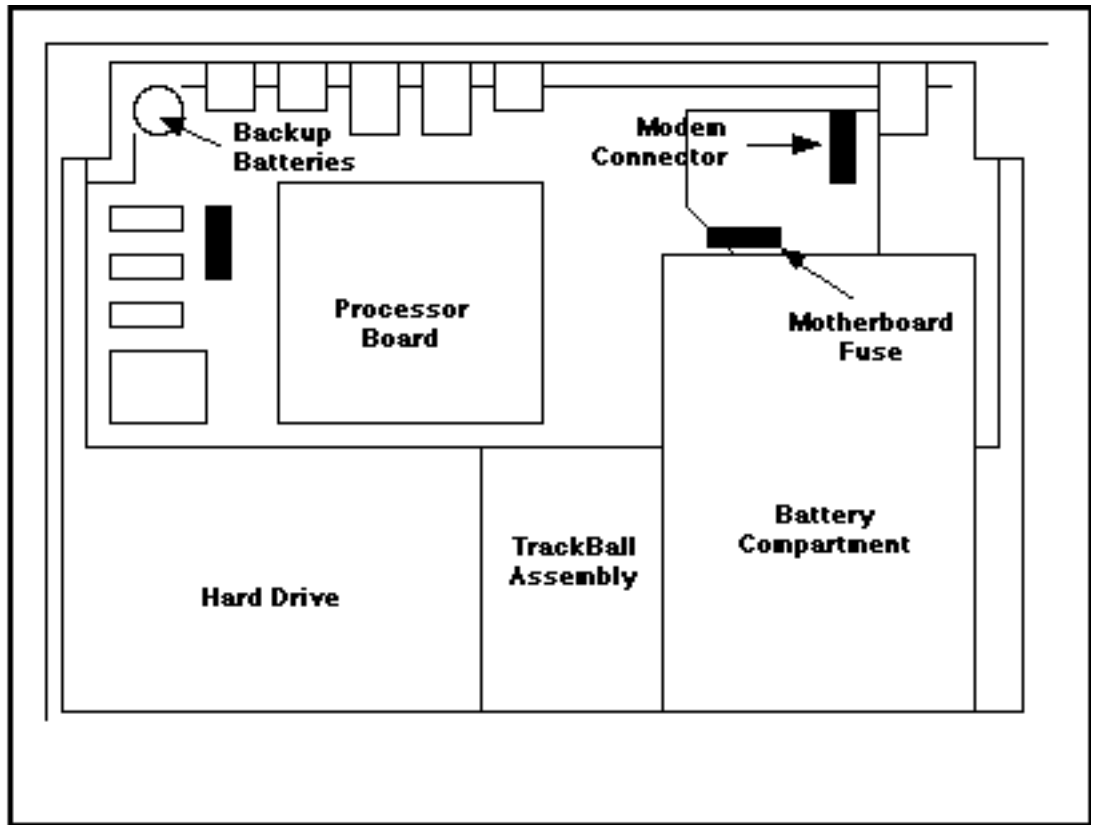 Backup
Batteries
Modem
Connector
Processor
Board
Motherboard
Fuse
Battery
Compartment
TrackBall
Assembly
Hard Drive